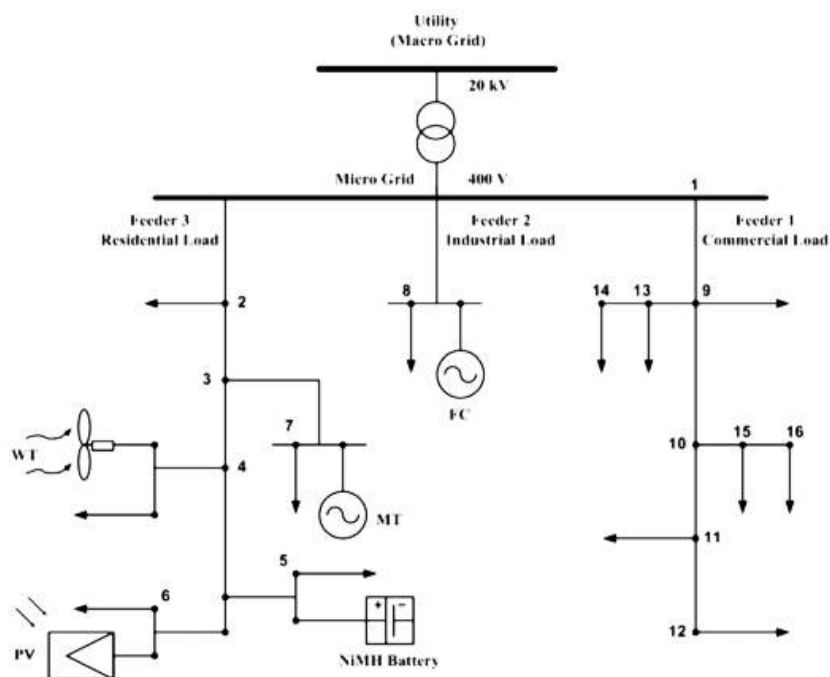 Utility
(Macro Grid)
20 kV
Micro Grid
400 V
1
Feeder 3
Residential Load
Feeder 2
Industrial Load
Feeder 1
Commercial Load
2
8
14
13
9
3
FC
7
WT
4
10
15
16
MT
11
5
6
+
−
PV
NiMH Battery
12